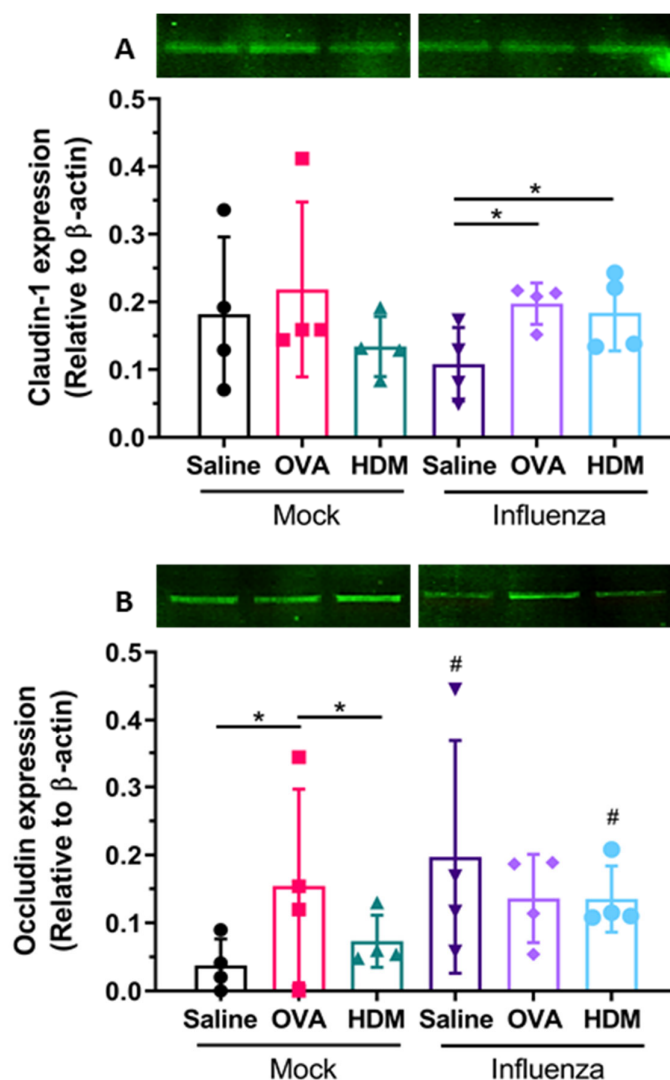 A
Claudin-1 expression
(Relative to β-actin)
0.5
0.4
0.3
0.2
0.1
0.0
*
*
Saline OVA HDM Saline OVA HDM
Mock Influenza
B
Occludin expression
(Relative to β-actin)
0.5
0.4
0.3
0.2
0.1
0.0
* * # #
Saline OVA HDM Saline OVA HDM
Mock Influenza